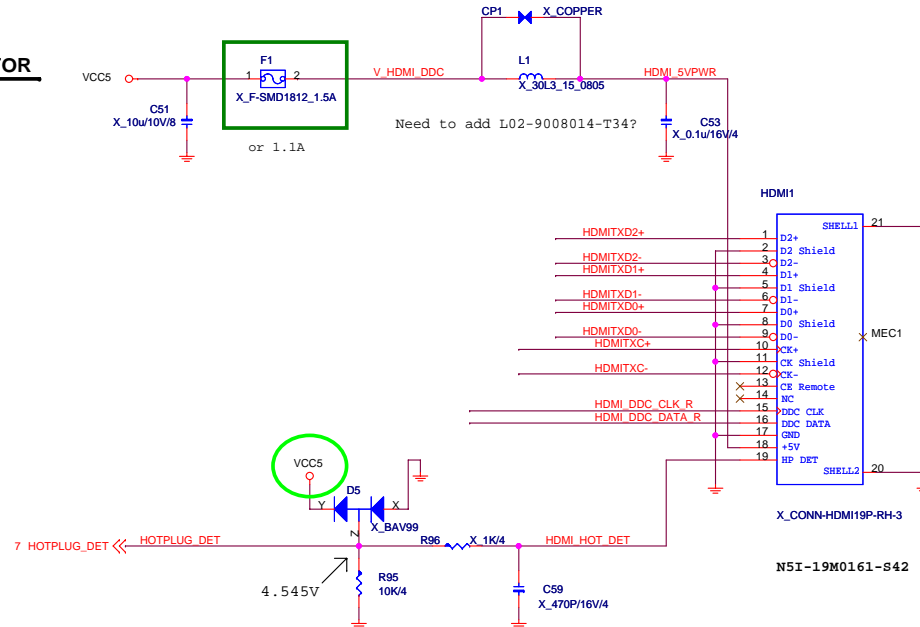 CP1 X_COPPER
TOR
F1
L1
VCC5
1 2
V_HDMI_DDC
HDMI_5VPWR
X_30L3_15_0805
X_F-SMD1812_1.5A
C51
X_10u/10V/8
Need to add L02-9008014-T34?
C53
X_0.1u/16V/4
or 1.1A
HDMI1
SHELL1 21
HDMITXD2+ 1 D2+
2 D2 Shield
HDMITXD2- 3 D2-
HDMITXD1+ 4 D1+
5 D1 Shield
HDMITXD1- 6 D1-
HDMITXD0+ 7 D0+
8 D0 Shield
HDMITXD0- 9 D0-
MEC1
HDMITXC+ 10 CK+
11 CK Shield
HDMITXC- 12 CK-
13 CE Remote
14 NC
HDMI_DDC_CLK_R 15 DDC CLK
HDMI_DDC_DATA_R 16 DDC DATA
17 GND
18 +5V
19 HP DET
SHELL2 20
VCC5
D5
Y X
Z
X_BAV99
X_CONN-HDMI19P-RH-3
7 HOTPLUG_DET HOTPLUG_DET
R96 X_1K/4
HDMI_HOT_DET
N5I-19M0161-S42
4.545V
R95
10K/4
C59
X_470P/16V/4